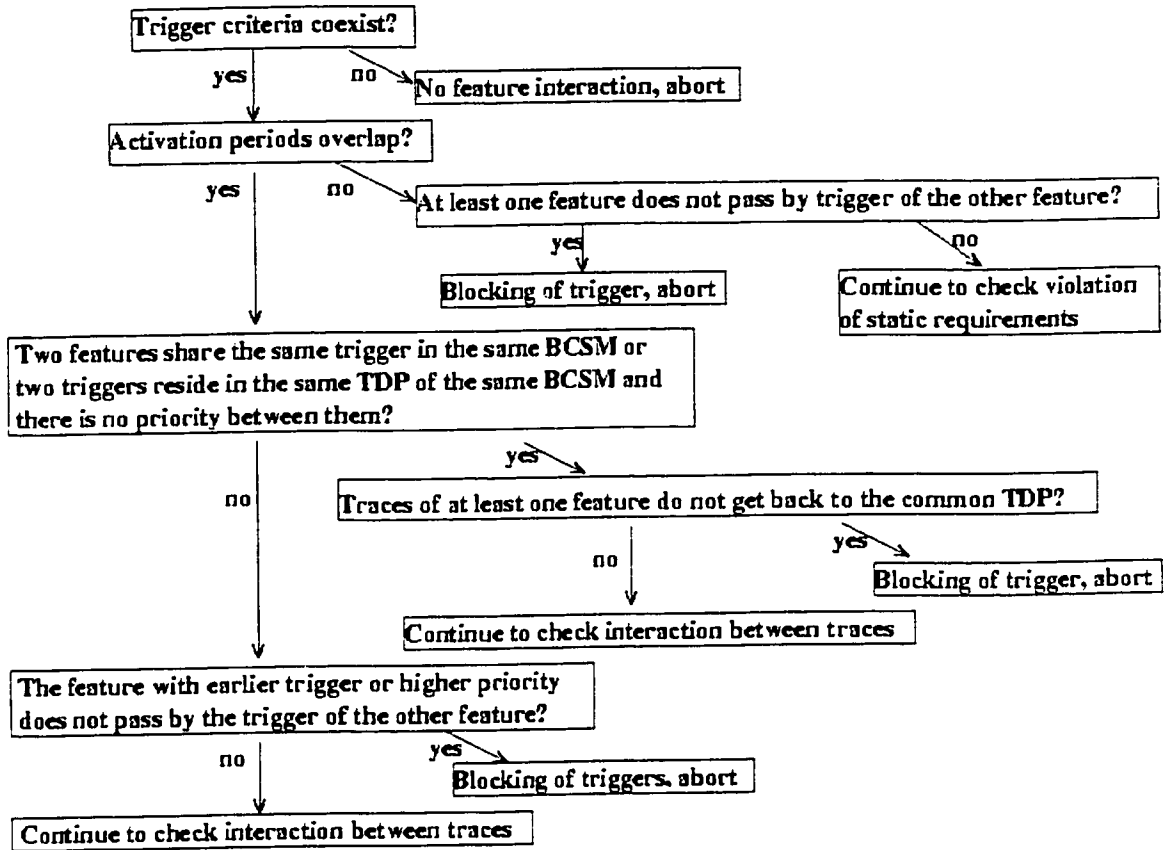 Trigger criteria coexist?
yes
no
No feature interaction, abort
Activation periods overlap?
yes
no
At least one feature does not pass by trigger of the other feature?
yes
no
Blocking of trigger, abort
Continue to check violation
of static requirements
Two features share the same trigger in the same BCSM or
two triggers reside in the same TDP of the same BCSM and
there is no priority between them?
yes
no
Traces of at least one feature do not get back to the common TDP?
no
yes
Blocking of trigger, abort
Continue to check interaction between traces
The feature with earlier trigger or higher priority
does not pass by the trigger of the other feature?
no
yes
Blocking of triggers, abort
Continue to check interaction between traces